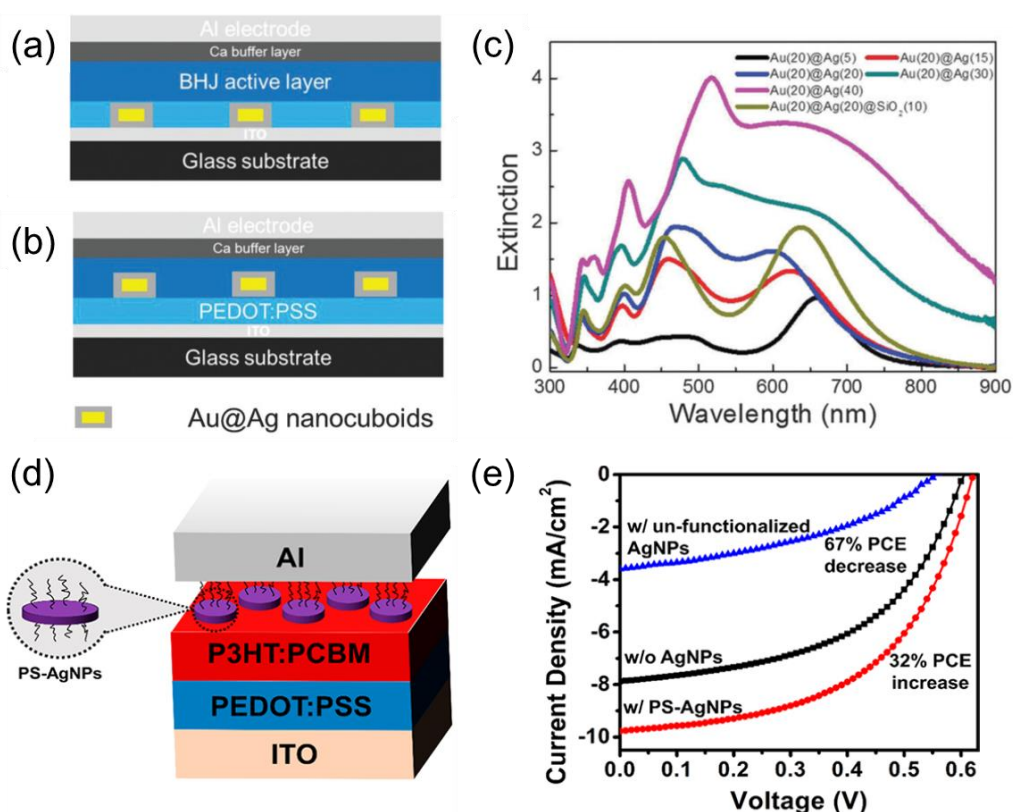 (a)
Al electrode
Ca buffer layer
BHJ active layer
ITO
Glass substrate
(b)
Al electrode
Ca buffer layer
PEDOT:PSS
ITO
Glass substrate
Au@Ag nanocuboids
(c)
Au(20)@Ag(5) Au(20)@Ag(15)
Au(20)@Ag(20) Au(20)@Ag(30)
Au(20)@Ag(40)
Au(20)@Ag(20)@SiO₂(10)
Extinction
4
3
2
1
0
300 400 500 600 700 800 900
Wavelength (nm)
(d)
PS-AgNPs
Al
P3HT:PCBM
PEDOT:PSS
ITO
(e)
Current Density (mA/cm²)
0
-2
-4
-6
-8
-10
w/ un-functionalized
AgNPs
67% PCE
decrease
w/o AgNPs
32% PCE
increase
w/ PS-AgNPs
0.0 0.1 0.2 0.3 0.4 0.5 0.6
Voltage (V)